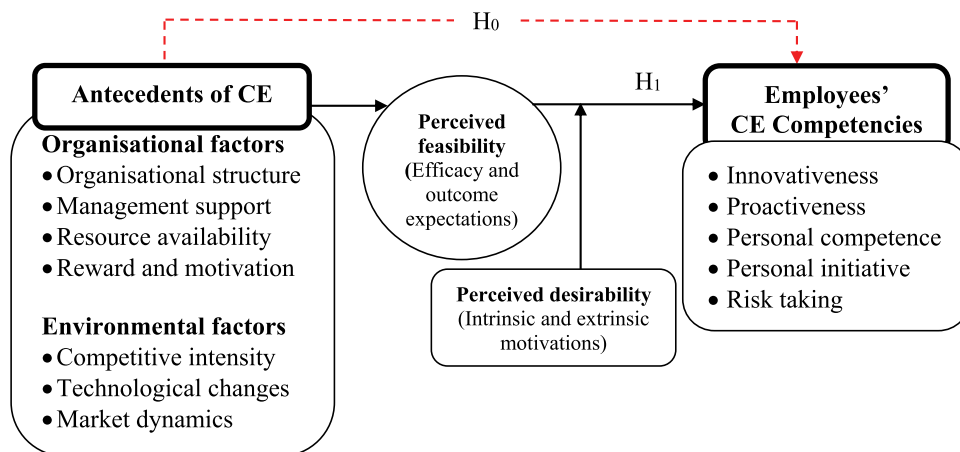 H₀
Antecedents of CE
Organisational factors
• Organisational structure
• Management support
• Resource availability
• Reward and motivation
Environmental factors
• Competitive intensity
• Technological changes
• Market dynamics
Perceived
feasibility
(Efficacy and
outcome
expectations)
H₁
Perceived desirability
(Intrinsic and extrinsic
motivations)
Employees'
CE Competencies
• Innovativeness
• Proactiveness
• Personal competence
• Personal initiative
• Risk taking